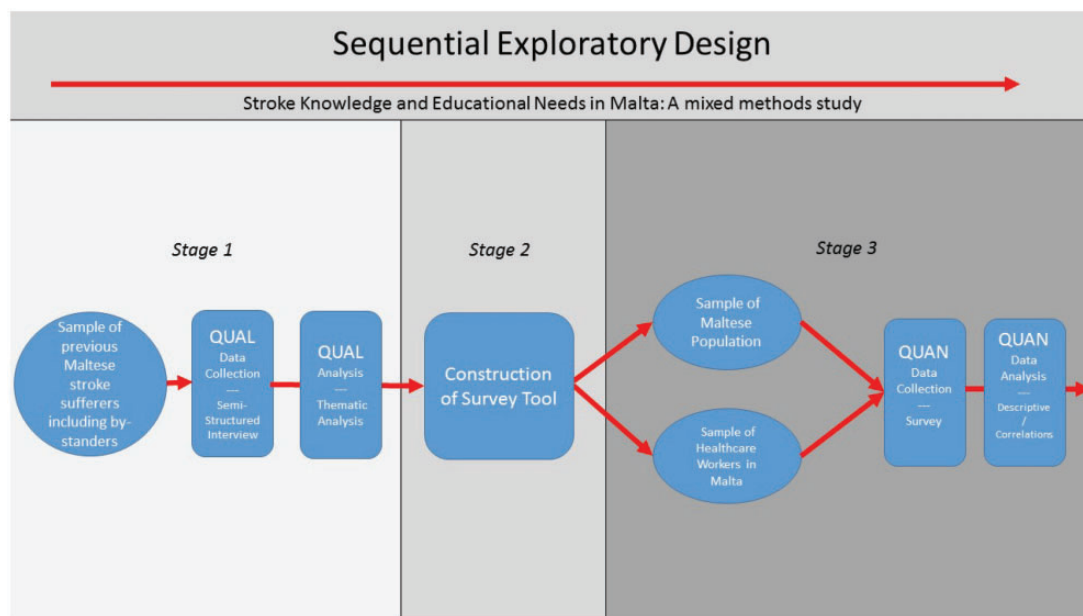 Sequential Exploratory Design
Stroke Knowledge and Educational Needs in Malta: A mixed methods study
Stage 1
Sample of
previous
Maltese
stroke
sufferers
including by-
standers
QUAL
Data
Collection
---
Semi-
Structured
Interview
QUAL
Analysis
---
Thematic
Analysis
Stage 2
Construction
of Survey Tool
Stage 3
Sample of
Maltese
Population
Sample of
Healthcare
Workers in
Malta
QUAN
Data
Collection
---
Survey
QUAN
Data
Analysis
---
Descriptive
/
Correlations